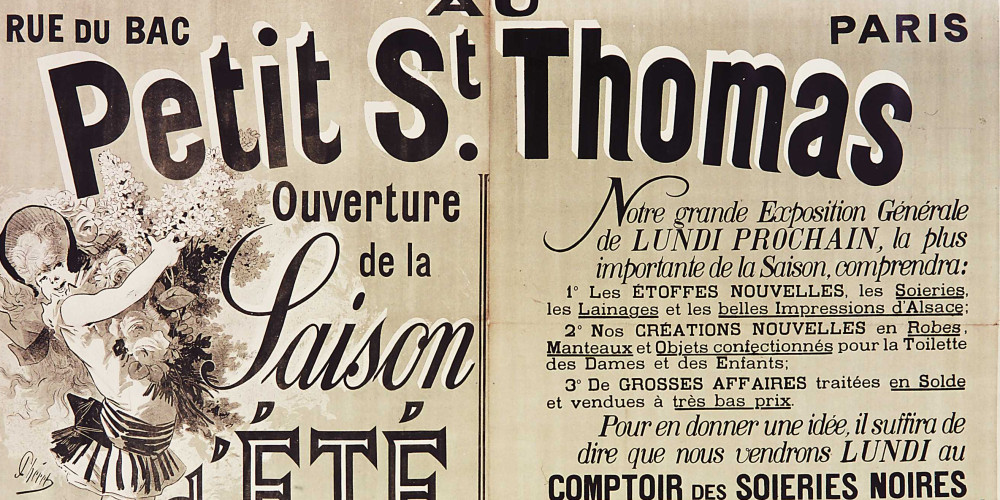 AU
RUE DU BAC
PARIS
Petit St. Thomas
Ouverture
de la
Saison
d'ÉTÉ
Notre grande Exposition Générale
de LUNDI PROCHAIN, la plus
importante de la Saison, comprendra:
1° Les ÉTOFFES NOUVELLES, les Soieries,
les Lainages et les belles Impressions d'Alsace;
2° Nos CRÉATIONS NOUVELLES en Robes,
Manteaux et Objets confectionnés pour la Toilette
des Dames et des Enfants;
3° De GROSSES AFFAIRES traitées en Solde
et vendues à très bas prix.
Pour en donner une idée, il suffira de
dire que nous vendrons LUNDI au
COMPTOIR DES SOIERIES NOIRES